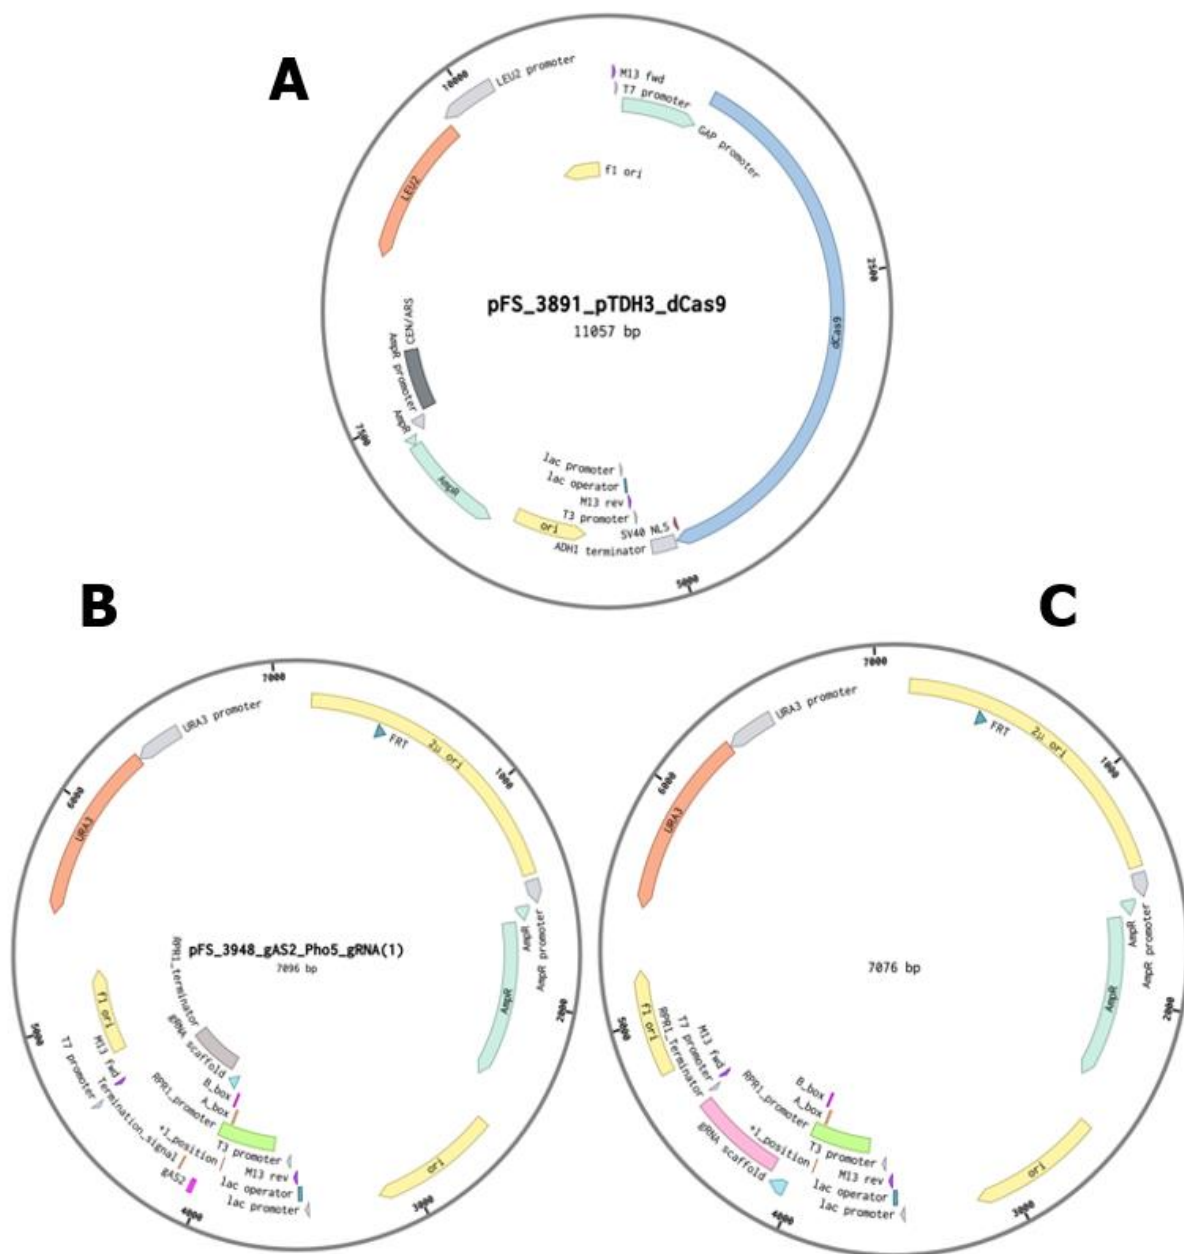 A
10000
LEU2 promoter
M13 fwd
T7 promoter
GAP promoter
f1 ori
LEU2
2500
pFS_3891_pTDH3_dCas9
11057 bp
dCas9
CEN/ARS
AmpR promoter
AmpR
7500
AmpR
lac promoter
lac operator
M13 rev
T3 promoter
ori
SV40 NLS
ADH1 terminator
5000
B
7000
URA3 promoter
FRT
2µ ori
1000
6000
URA3
pFS_3948_gAS2_Pho5_gRNA(1)
7096 bp
AmpR promoter
AmpR
AmpR
2000
RPR1_terminator
gRNA scaffold
f1 ori
5000
M13 fwd
T7 promoter
B_box
A_box
RPR1_promoter
Termination_signal
+1_position
gAS2
T3 promoter
M13 rev
lac operator
lac promoter
ori
3000
4000
C
7000
URA3 promoter
FRT
2µ ori
1000
6000
URA3
7076 bp
AmpR promoter
AmpR
AmpR
2000
f1 ori
5000
M13 fwd
T7 promoter
RPR1_Terminator
gRNA scaffold
B_box
A_box
RPR1_promoter
+1_position
T3 promoter
M13 rev
lac operator
lac promoter
ori
3000
4000